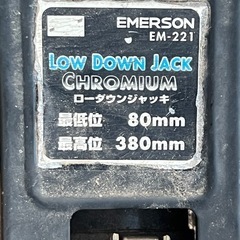 EMERSON
EM-221
LOW DOWN JACK
CHROMIUM
ローダウンジャッキ
最低位 80mm
最高位 380mm